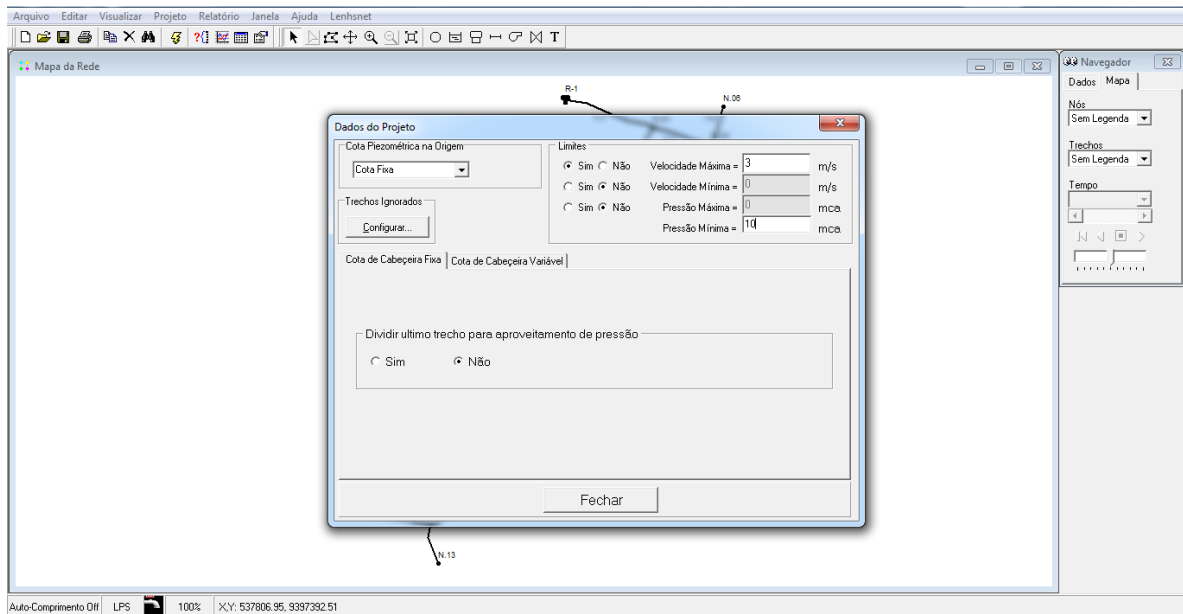 Arquivo Editar Visualizar Projeto Relatório Janela Ajuda Lenhsnet
T
Mapa da Rede
R-1
N.06
Dados do Projeto
Cota Piezométrica na Origem
Cota Fixa
Trechos Ignorados
Configurar...
Limites
Sim Não Velocidade Máxima = 3 m/s
Sim Não Velocidade Mínima = 0 m/s
Sim Não Pressão Máxima = 0 mca
Pressão Mínima = 10 mca
Cota de Cabeçeira Fixa Cota de Cabeçeira Variável
Dividir ultimo trecho para aproveitamento de pressão
Sim Não
Fechar
N.13
Navegador
Dados Mapa
Nós
Sem Legenda
Trechos
Sem Legenda
Tempo
Auto-Comprimento Off LPS 100% X,Y: 537806.95, 9397392.51